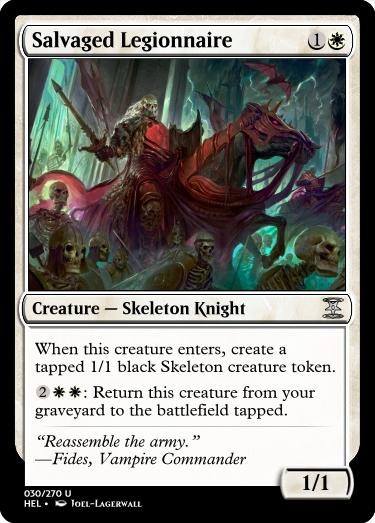 Salvaged Legionnaire 1
Creature — Skeleton Knight
When this creature enters, create a
tapped 1/1 black Skeleton creature token.
2: Return this creature from your
graveyard to the battlefield tapped.
“Reassemble the army.”
—Fides, Vampire Commander
1/1
030/270 U
HEL • Joel-Lagerwall